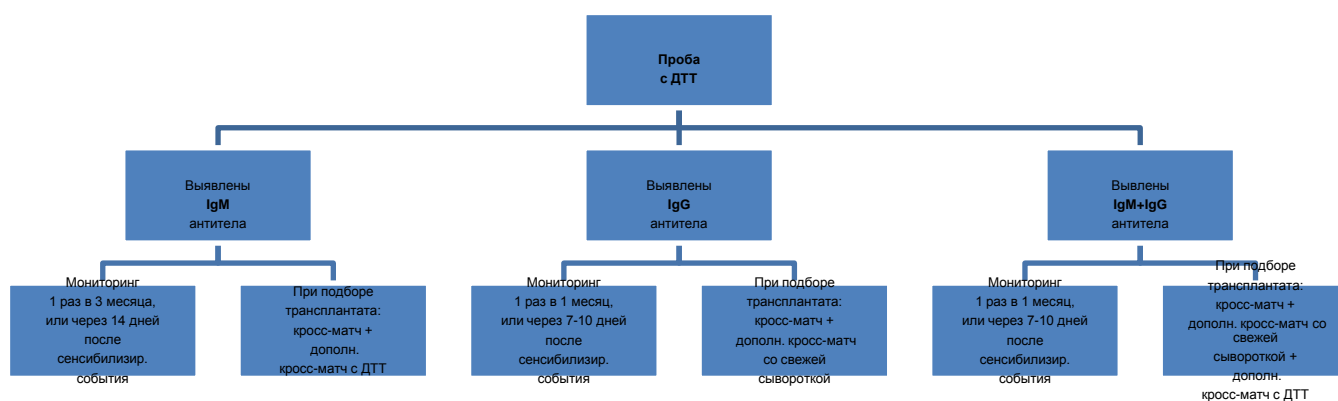 Проба
с ДТТ
Выявлены
IgM
антитела
Выявлены
IgG
антитела
Вывлены
IgM+IgG
антитела
Мониторинг
1 раз в 3 месяца,
или через 14 дней
после
сенсибилизир.
события
При подборе
трансплантата:
кросс-матч +
дополн.
кросс-матч с ДТТ
Мониторинг
1 раз в 1 месяц,
или через 7-10 дней
после
сенсибилизир.
события
При подборе
трансплантата:
кросс-матч +
дополн. кросс-матч
со свежей
сывороткой
Мониторинг
1 раз в 1 месяц,
или через 7-10 дней
после
сенсибилизир.
события
При подборе
трансплантата:
кросс-матч +
дополн. кросс-матч со
свежей
сывороткой +
дополн.
кросс-матч с ДТТ